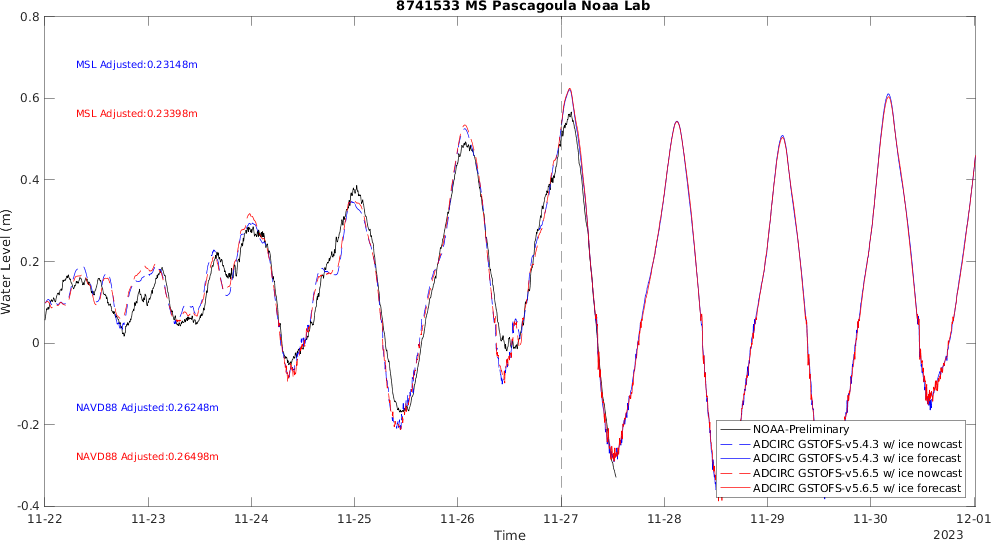 8741533 MS Pascagoula Noaa Lab
0.8
0.6
0.4
0.2
0
-0.2
-0.4
Water Level (m)
MSL Adjusted:0.23148m
MSL Adjusted:0.23398m
NAVD88 Adjusted:0.26248m
NAVD88 Adjusted:0.26498m
NOAA-Preliminary
ADCIRC GSTOFS-v5.4.3 w/ ice nowcast
ADCIRC GSTOFS-v5.4.3 w/ ice forecast
ADCIRC GSTOFS-v5.6.5 w/ ice nowcast
ADCIRC GSTOFS-v5.6.5 w/ ice forecast
11-22 11-23 11-24 11-25 11-26 11-27 11-28 11-29 11-30 12-01
Time
2023